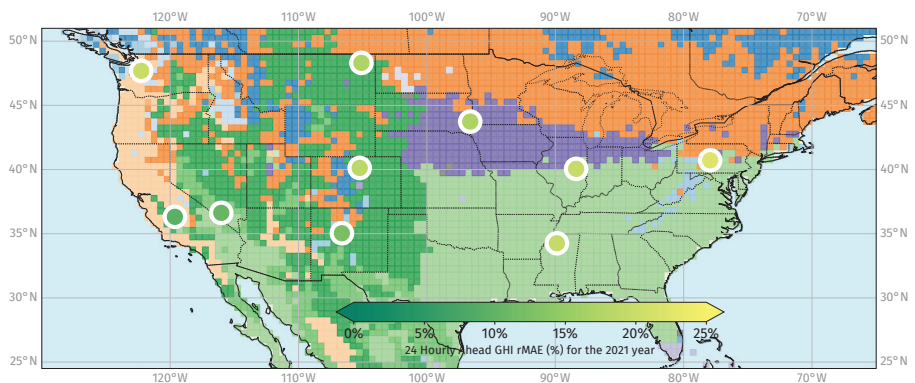 120°W 110°W 100°W 90°W 80°W 70°W
50°N 50°N
45°N 45°N
40°N 40°N
35°N 35°N
30°N 30°N
0% 5% 10% 15% 20% 25%
24 Hourly Ahead GHI rMAE (%) for the 2021 year
25°N 25°N
120°W 110°W 100°W 90°W 80°W 70°W